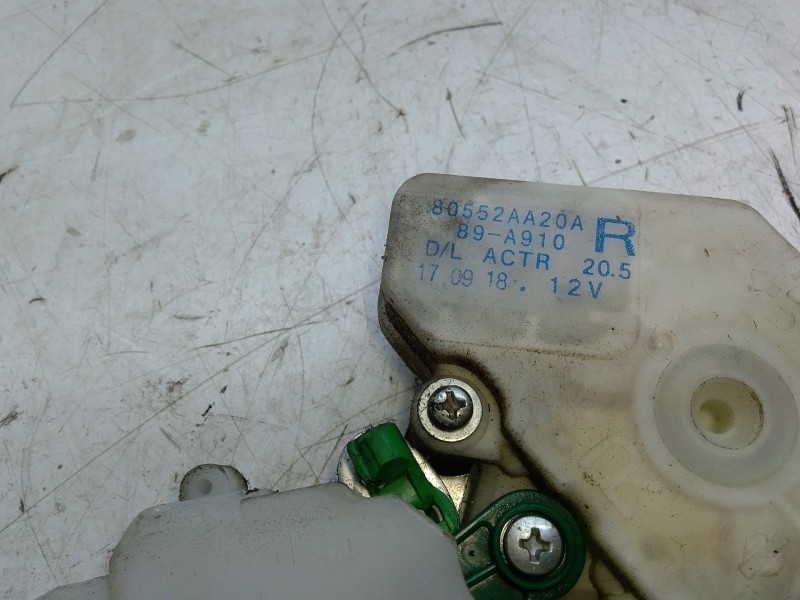 80552AA20A
89-A910 R
D/L ACTR 20.5
17.09 18 . 12V